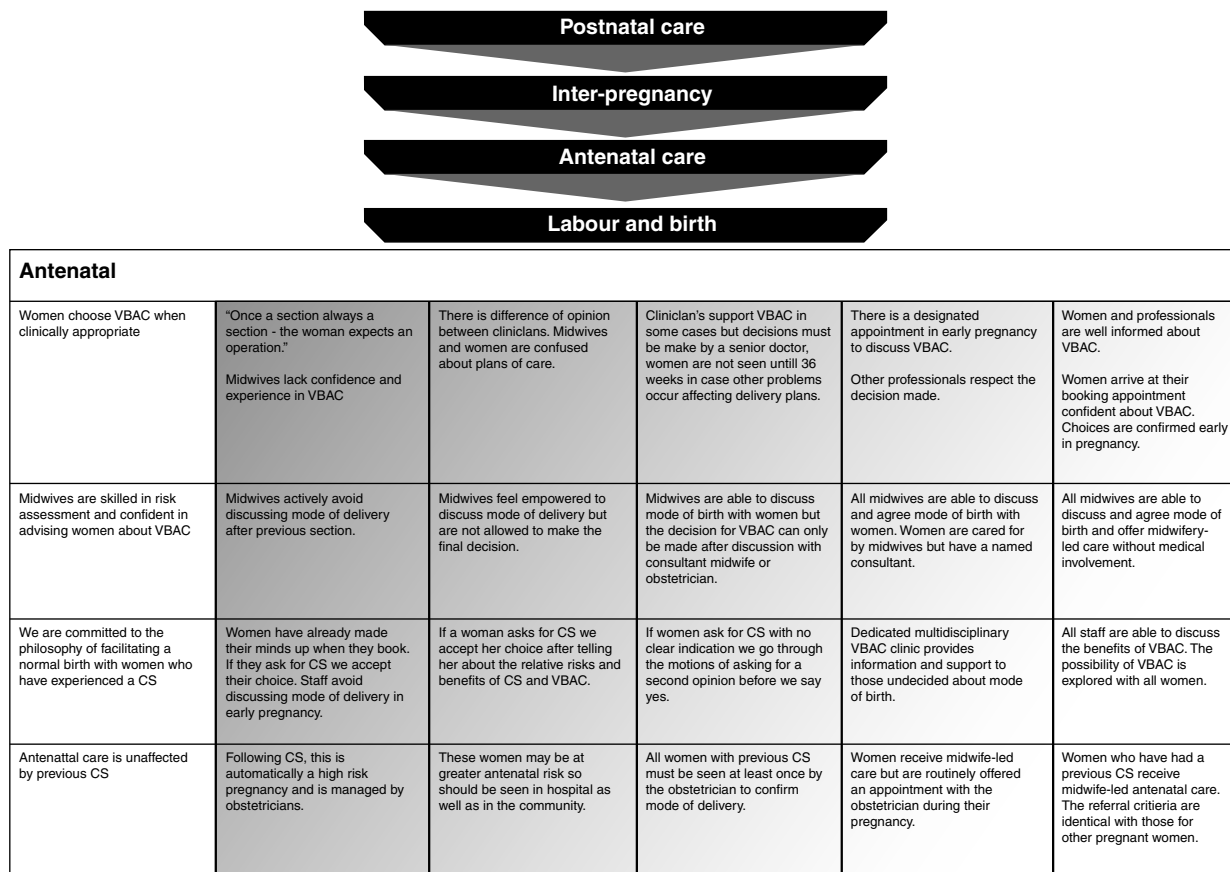 Postnatal care
Inter-pregnancy
Antenatal care
Labour and birth
Antenatal
Women choose VBAC when
clinically appropriate
“Once a section always a
section - the woman expects an
operation.”
Midwives lack confidence and
experience in VBAC
There is difference of opinion
between cliniclans. Midwives
and women are confused
about plans of care.
Cliniclan’s support VBAC in
some cases but decisions must
be make by a senior doctor,
women are not seen untill 36
weeks in case other problems
occur affecting delivery plans.
There is a designated
appointment in early pregnancy
to discuss VBAC.
Other professionals respect the
decision made.
Women and professionals
are well informed about
VBAC.
Women arrive at their
booking appointment
confident about VBAC.
Choices are confirmed early
in pregnancy.
Midwives are skilled in risk
assessment and confident in
advising women about VBAC
Midwives actively avoid
discussing mode of delivery
after previous section.
Midwives feel empowered to
discuss mode of delivery but
are not allowed to make the
final decision.
Midwives are able to discuss
mode of birth with women but
the decision for VBAC can only
be made after discussion with
consultant midwife or
obstetrician.
All midwives are able to discuss
and agree mode of birth with
women. Women are cared for
by midwives but have a named
consultant.
All midwives are able to
discuss and agree mode of
birth and offer midwifery-
led care without medical
involvement.
We are committed to the
philosophy of facilitating a
normal birth with women who
have experienced a CS
Women have already made
their minds up when they book.
If they ask for CS we accept
their choice. Staff avoid
discussing mode of delivery in
early pregnancy.
If a woman asks for CS we
accept her choice after telling
her about the relative risks and
benefits of CS and VBAC.
If women ask for CS with no
clear indication we go through
the motions of asking for a
second opinion before we say
yes.
Dedicated multidisciplinary
VBAC clinic provides
information and support to
those undecided about mode
of birth.
All staff are able to discuss
the benefits of VBAC. The
possibility of VBAC is
explored with all women.
Antenattal care is unaffected
by previous CS
Following CS, this is
automatically a high risk
pregnancy and is managed by
obstetricians.
These women may be at
greater antenatal risk so
should be seen in hospital as
well as in the community.
All women with previous CS
must be seen at least once by
the obstetrician to confirm
mode of delivery.
Women receive midwife-led
care but are routinely offered
an appointment with the
obstetrician during their
pregnancy.
Women who have had a
previous CS receive
midwife-led antenatal care.
The referral critieria are
identical with those for
other pregnant women.